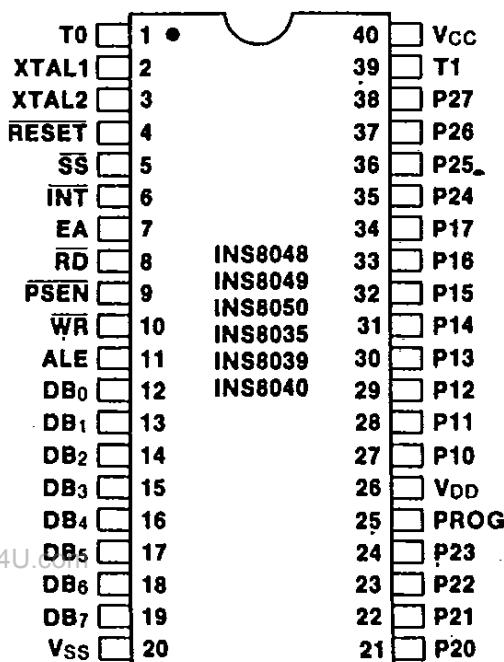 T0 1 40 VCC
XTAL1 2 39 T1
XTAL2 3 38 P27
RESET 4 37 P26
SS 5 36 P25
INT 6 35 P24
EA 7 34 P17
RD 8 33 P16
PSEN 9 32 P15
WR 10 31 P14
ALE 11 30 P13
DB0 12 29 P12
DB1 13 28 P11
DB2 14 27 P10
DB3 15 26 VDD
DB4 16 25 PROG
DB5 17 24 P23
DB6 18 23 P22
DB7 19 22 P21
VSS 20 21 P20
INS8048
INS8049
INS8050
INS8035
INS8039
INS8040
4U.com